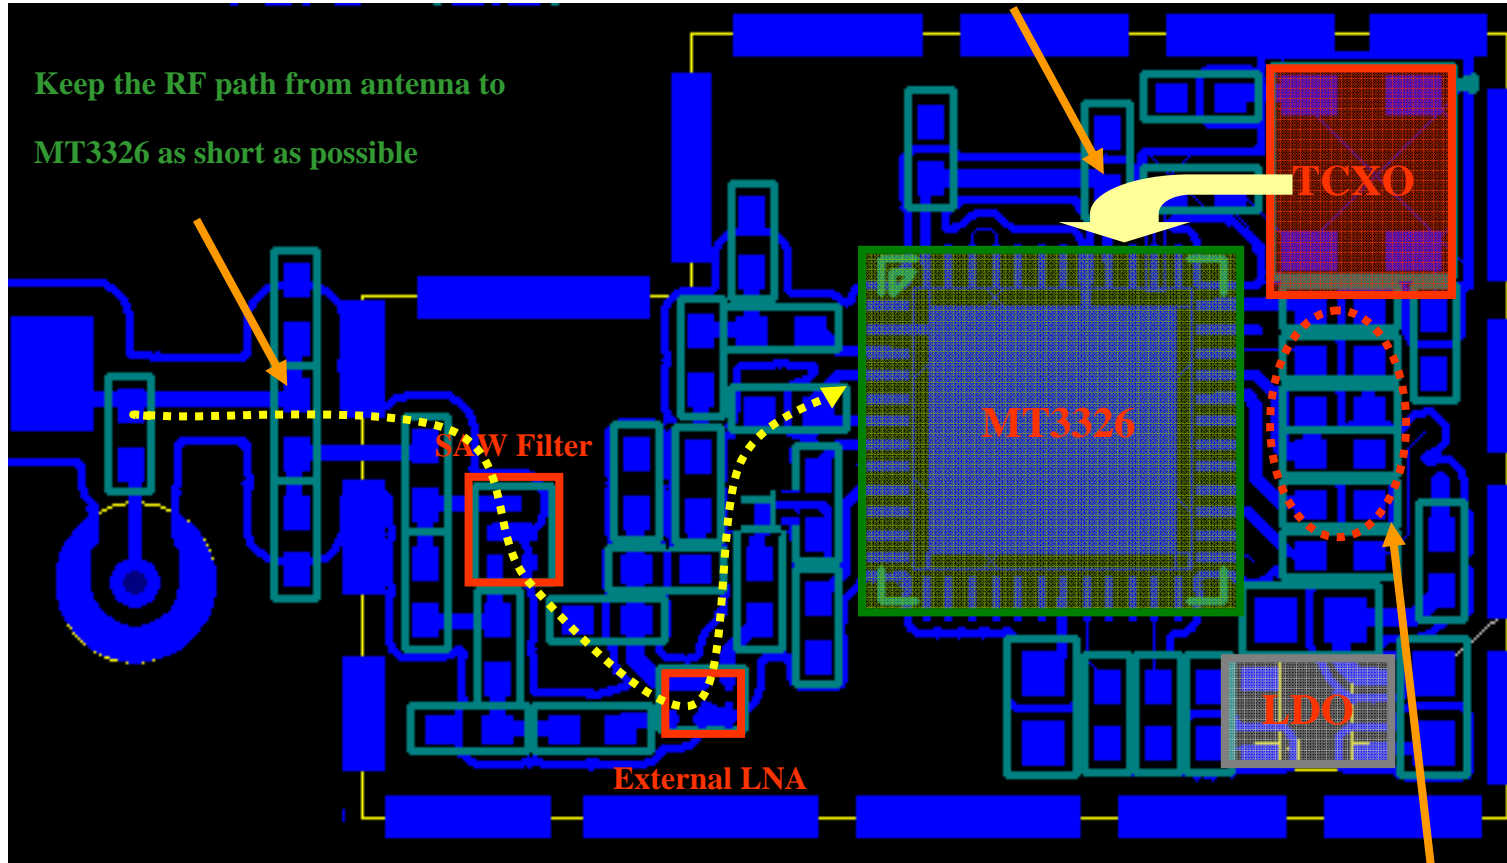 Keep the RF path from antenna to
MT3326 as short as possible
TCXO
MT3326
SAW Filter
LDO
External LNA